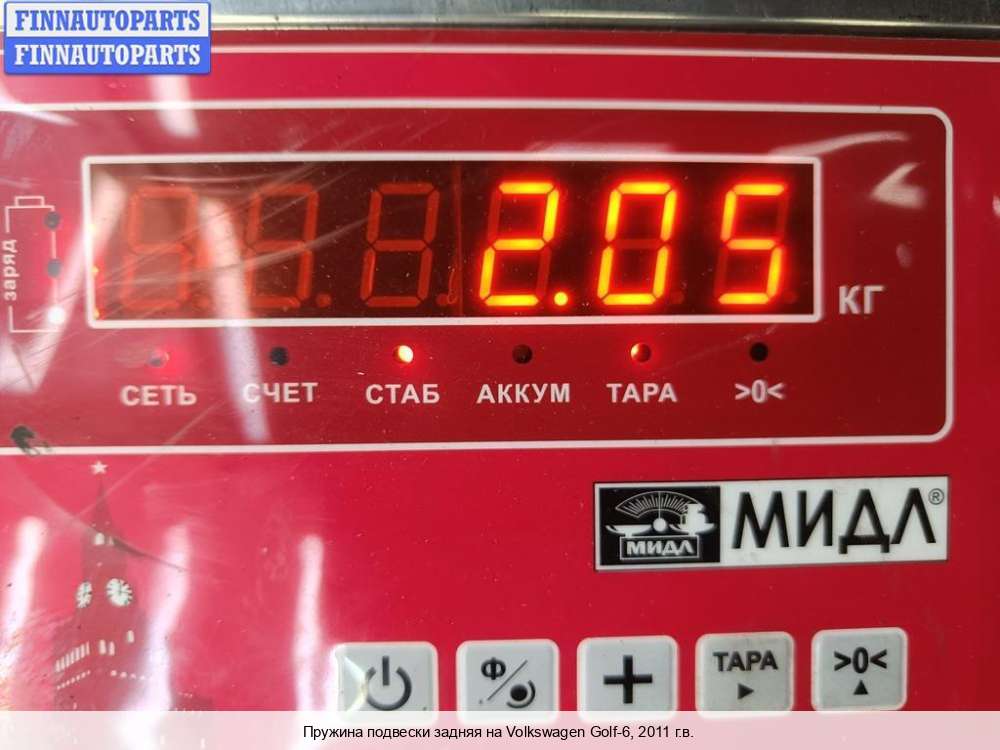 FINNAUTOPARTS
FINNAUTOPARTS
заряд
2.05
КГ
СЕТЬ СЧЕТ СТАБ АККУМ ТАРА >0<
МИДЛ МИДЛ®
Ф
+
ТАРА
>0<
Пружина подвески задняя на Volkswagen Golf-6, 2011 г.в.